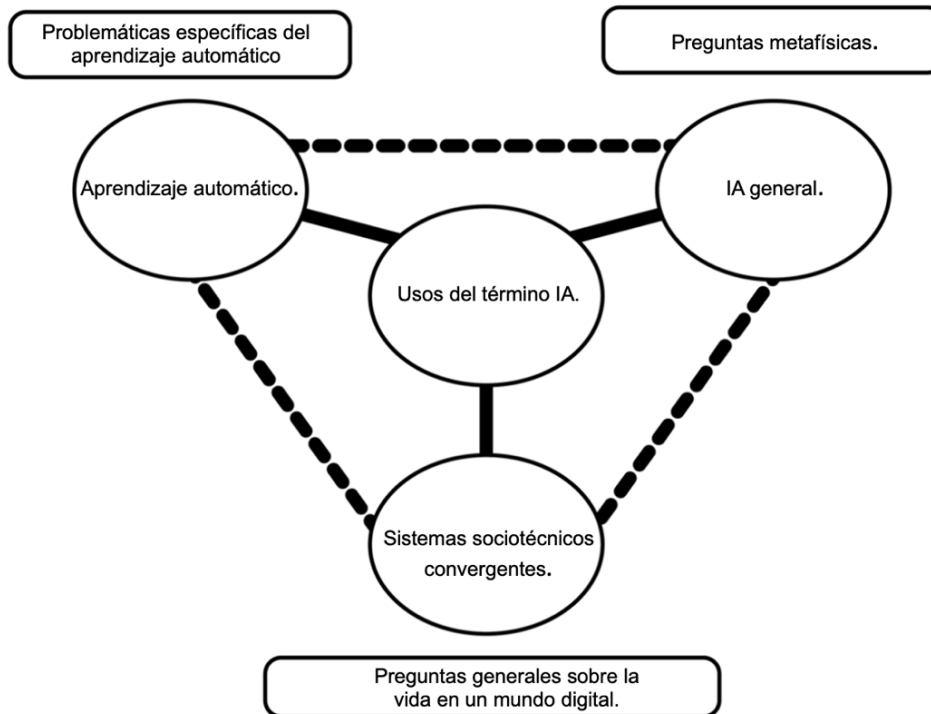 Problemáticas específicas del
aprendizaje automático
Preguntas metafísicas.
Aprendizaje automático.
IA general.
Usos del término IA.
Sistemas sociotécnicos
convergentes.
Preguntas generales sobre la
vida en un mundo digital.